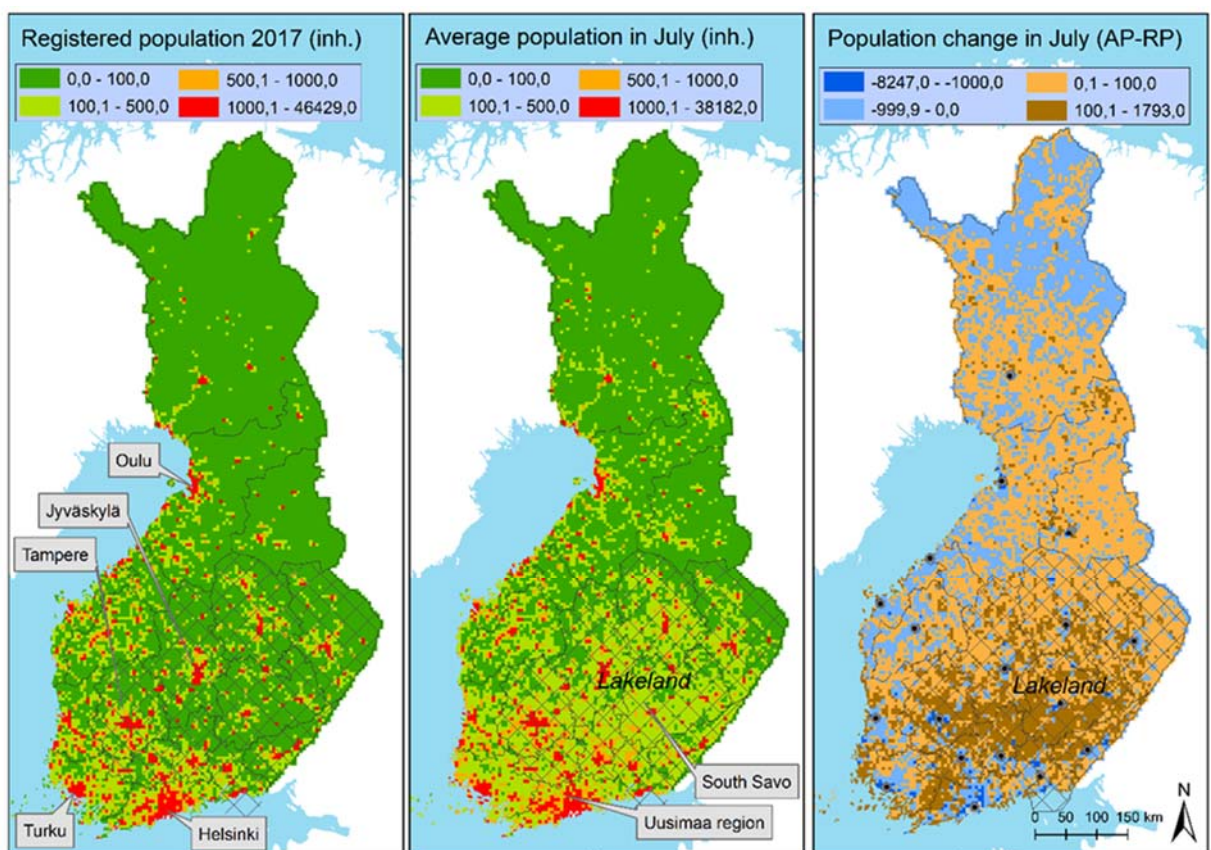 Registered population 2017 (inh.)
0,0 - 100,0
500,1 - 1000,0
100,1 - 500,0
1000,1 - 46429,0
Oulu
Jyväskylä
Tampere
Turku
Helsinki
Average population in July (inh.)
0,0 - 100,0
500,1 - 1000,0
100,1 - 500,0
1000,1 - 38182,0
Lakeland
South Savo
Uusimaa region
Population change in July (AP-RP)
-8247,0 - -1000,0
0,1 - 100,0
-999,9 - 0,0
100,1 - 1793,0
Lakeland
N
0 50 100 150 km